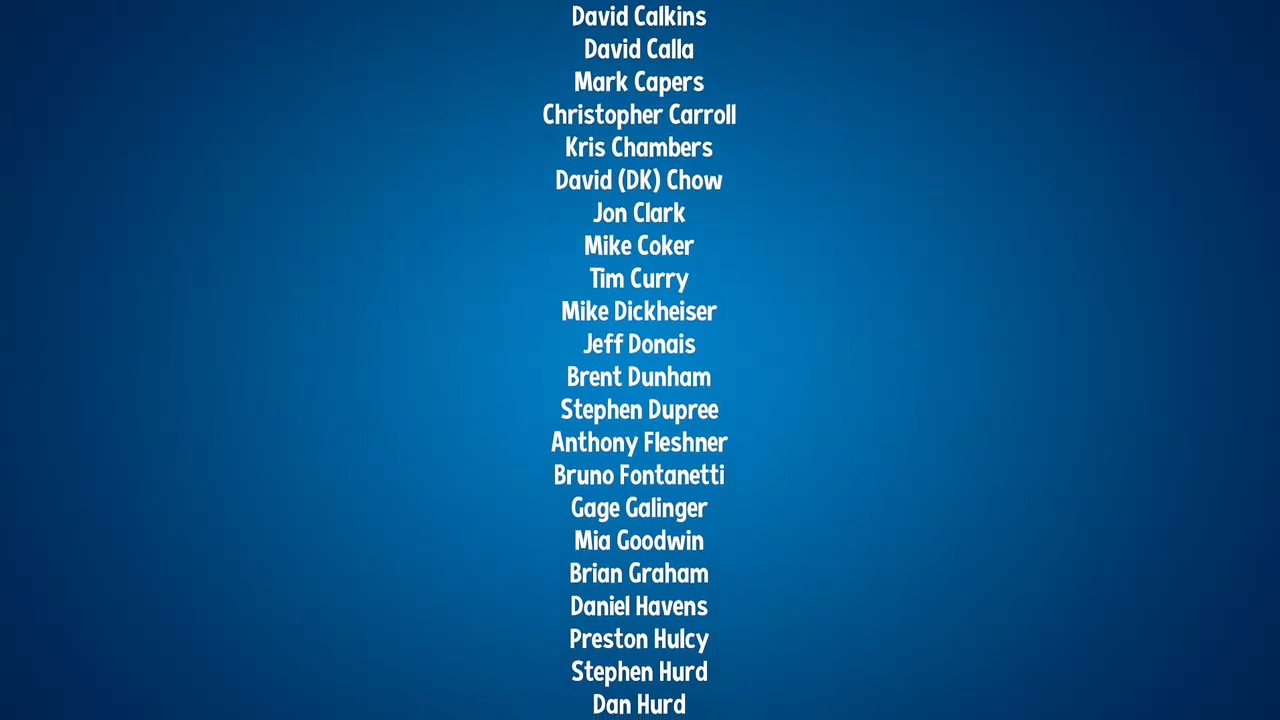 David Calkins
David Calla
Mark Capers
Christopher Carroll
Kris Chambers
David (DK) Chow
Jon Clark
Mike Coker
Tim Curry
Mike Dickheiser
Jeff Donais
Brent Dunham
Stephen Dupree
Anthony Fleshner
Bruno Fontanetti
Gage Galinger
Mia Goodwin
Brian Graham
Daniel Havens
Preston Hulcy
Stephen Hurd
Dan Hurd